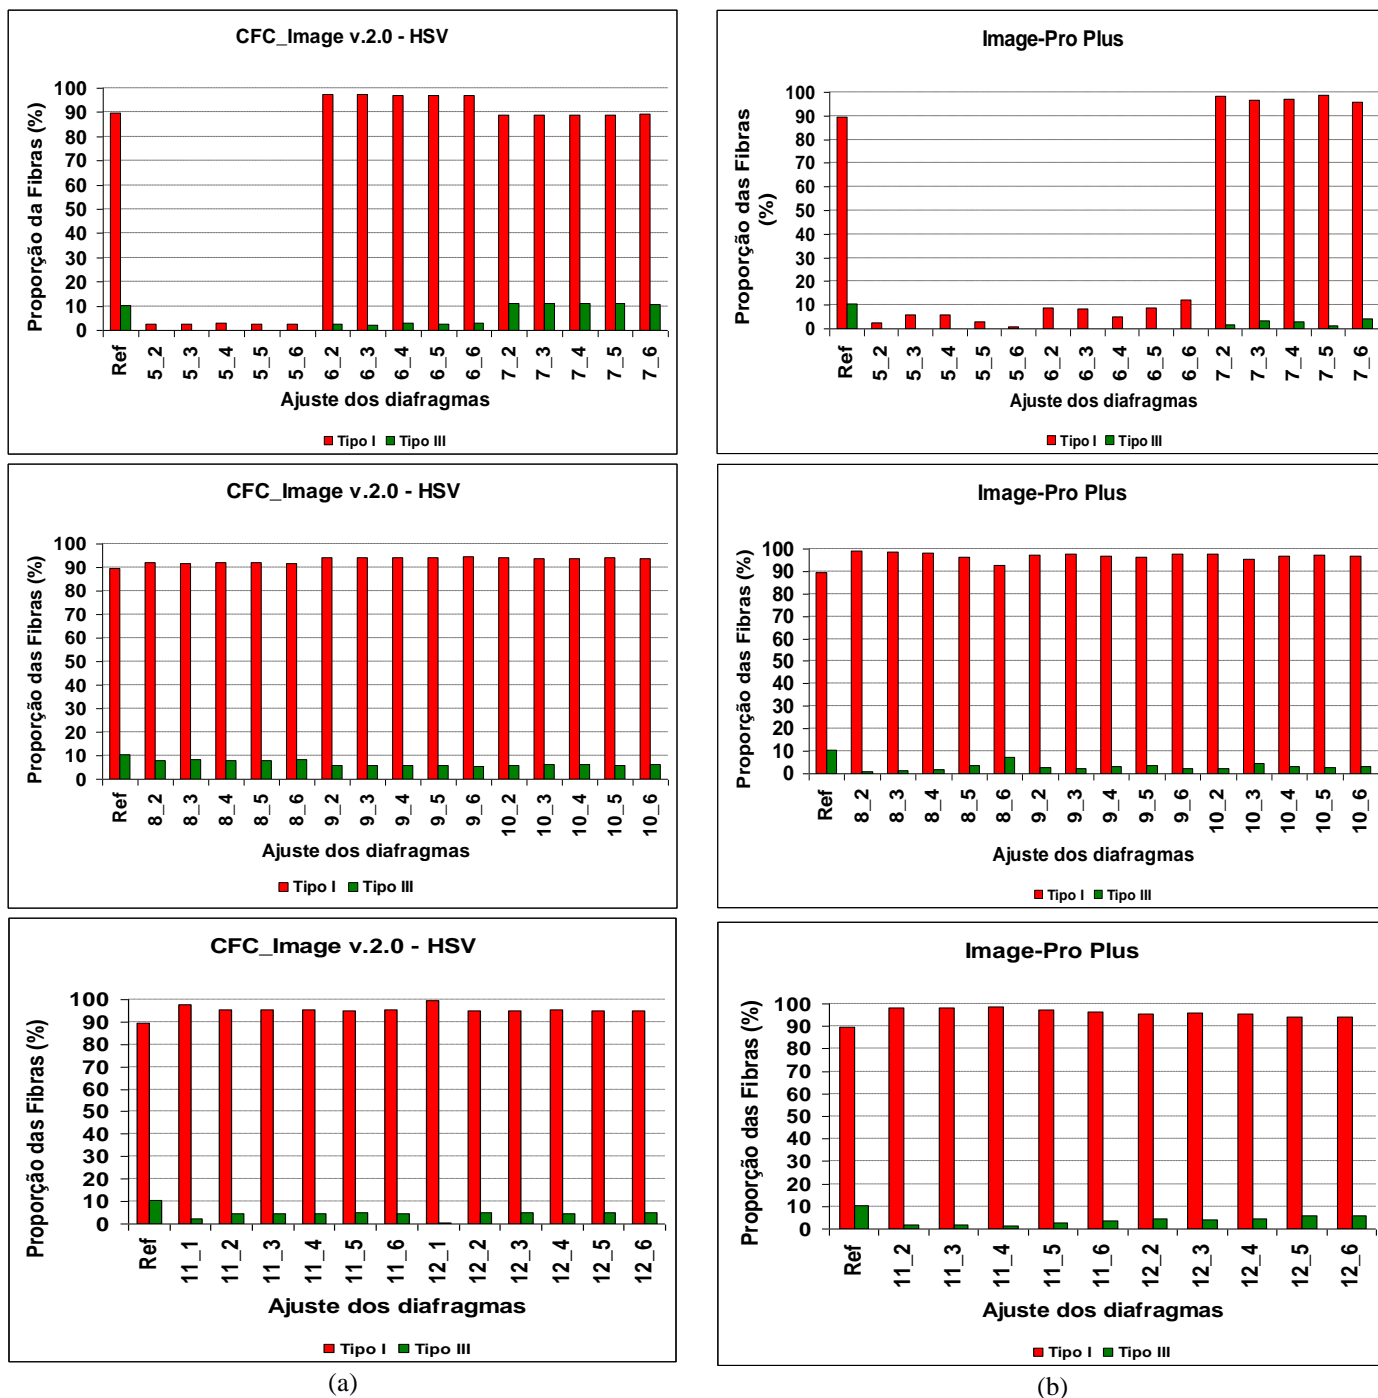 CFC_Image v.2.0 - HSV
Proporção da Fibras (%)
100
90
80
70
60
50
40
30
20
10
0
Ref 5_2 5_3 5_4 5_5 5_6 6_2 6_3 6_4 6_5 6_6 7_2 7_3 7_4 7_5 7_6
Ajuste dos diafragmas
Tipo I Tipo III
Image-Pro Plus
Proporção das Fibras
(%)
100
90
80
70
60
50
40
30
20
10
0
Ref 5_2 5_3 5_4 5_5 5_6 6_2 6_3 6_4 6_5 6_6 7_2 7_3 7_4 7_5 7_6
Ajuste dos diafragmas
Tipo I Tipo III
CFC_Image v.2.0 - HSV
Proporção das Fibras (%)
100
90
80
70
60
50
40
30
20
10
0
Ref 8_2 8_3 8_4 8_5 8_6 9_2 9_3 9_4 9_5 9_6 10_2 10_3 10_4 10_5 10_6
Ajuste dos diafragmas
Tipo I Tipo III
Image-Pro Plus
Proporção das Fibras (%)
100
90
80
70
60
50
40
30
20
10
0
Ref 8_2 8_3 8_4 8_5 8_6 9_2 9_3 9_4 9_5 9_6 10_2 10_3 10_4 10_5 10_6
Ajuste dos diafragmas
Tipo I Tipo III
CFC_Image v.2.0 - HSV
Proporção das Fibras (%)
100
90
80
70
60
50
40
30
20
10
0
Ref 11_1 11_2 11_3 11_4 11_5 11_6 12_1 12_2 12_3 12_4 12_5 12_6
Ajuste dos diafragmas
Tipo I Tipo III
Image-Pro Plus
Proporção das Fibras (%)
100
90
80
70
60
50
40
30
20
10
0
Ref 11_2 11_3 11_4 11_5 11_6 12_2 12_3 12_4 12_5 12_6
Ajuste dos diafragmas
Tipo I Tipo III
(a)
(b)